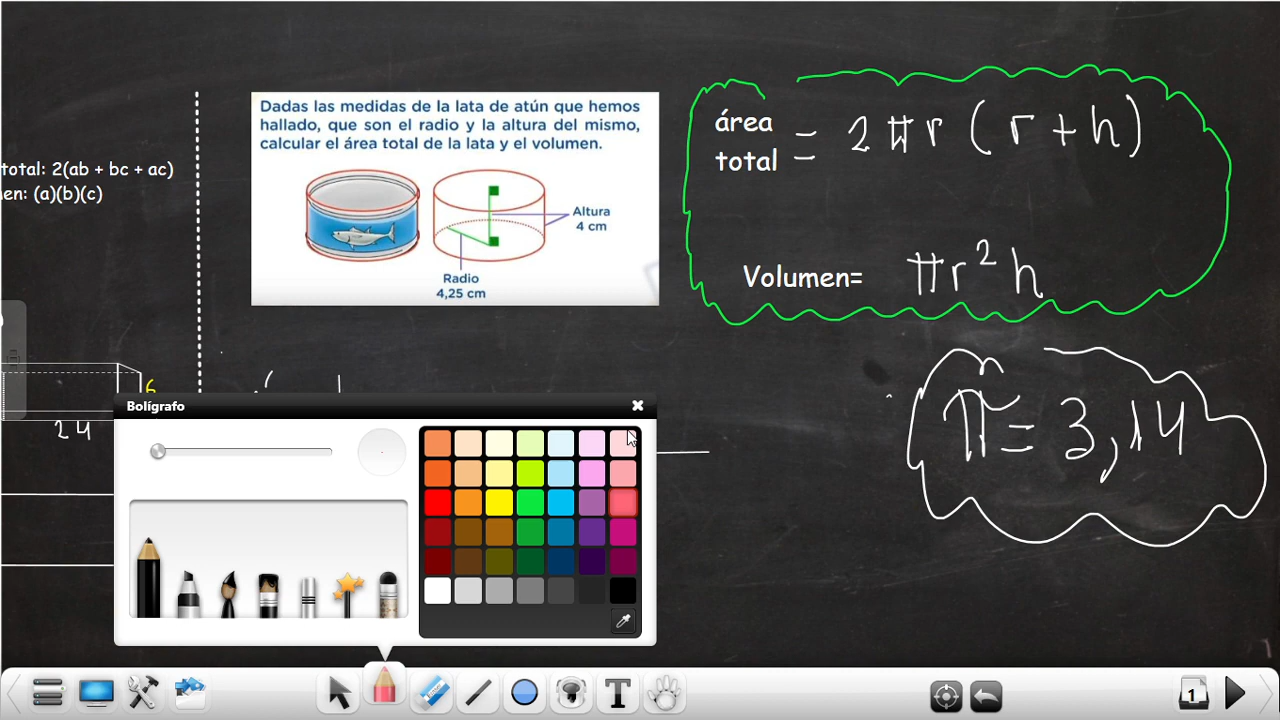 Dadas las medidas de la lata de atún que hemos
hallado, que son el radio y la altura del mismo,
calcular el área total de la lata y el volumen.
Altura
4 cm
Radio
4,25 cm
total: 2(ab + bc + ac)
en: (a)(b)(c)
6
24
área
total = 2πr (r+h)
Volumen= πr²h
π = 3,14
Bolígrafo
T
1